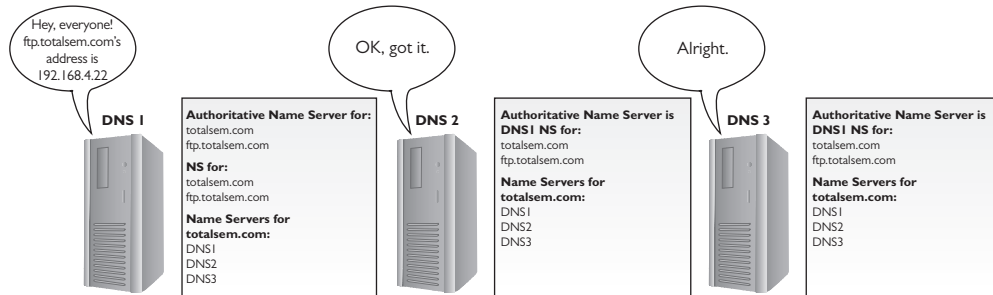 Hey, everyone!
ftp.totalsem.com's
address is
192.168.4.22
DNS 1
Authoritative Name Server for:
totalsem.com
ftp.totalsem.com
NS for:
totalsem.com
ftp.totalsem.com
Name Servers for
totalsem.com:
DNS1
DNS2
DNS3
OK, got it.
DNS 2
Authoritative Name Server is
DNS1 NS for:
totalsem.com
ftp.totalsem.com
Name Servers for
totalsem.com:
DNS1
DNS2
DNS3
Alright.
DNS 3
Authoritative Name Server is
DNS1 NS for:
totalsem.com
ftp.totalsem.com
Name Servers for
totalsem.com:
DNS1
DNS2
DNS3